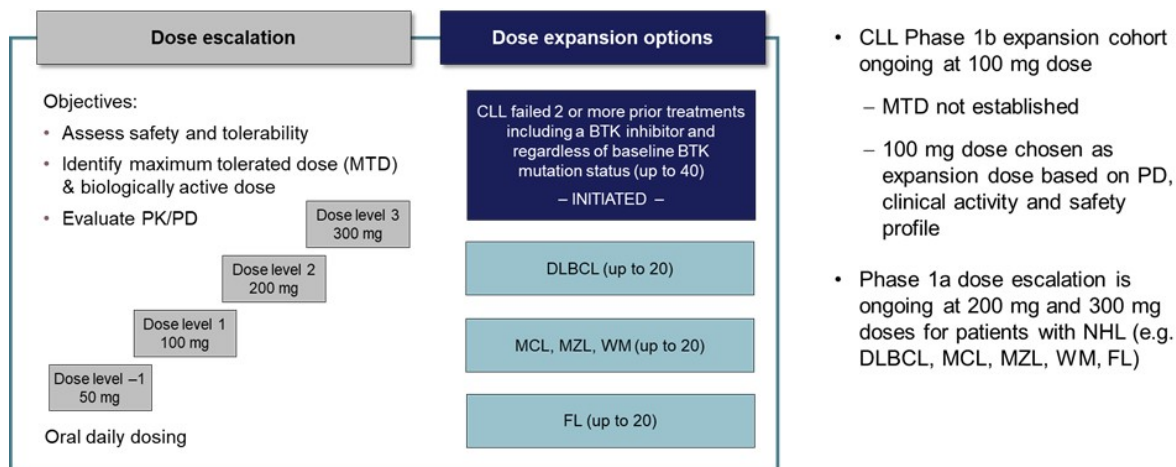 Dose escalation
Objectives:
• Assess safety and tolerability
• Identify maximum tolerated dose (MTD)
& biologically active dose
• Evaluate PK/PD
Dose level 3
300 mg
Dose level 2
200 mg
Dose level 1
100 mg
Dose level –1
50 mg
Oral daily dosing
Dose expansion options
CLL failed 2 or more prior treatments
including a BTK inhibitor and
regardless of baseline BTK
mutation status (up to 40)
– INITIATED –
DLBCL (up to 20)
MCL, MZL, WM (up to 20)
FL (up to 20)
• CLL Phase 1b expansion cohort
ongoing at 100 mg dose
– MTD not established
– 100 mg dose chosen as
expansion dose based on PD,
clinical activity and safety
profile
• Phase 1a dose escalation is
ongoing at 200 mg and 300 mg
doses for patients with NHL (e.g.
DLBCL, MCL, MZL, WM, FL)